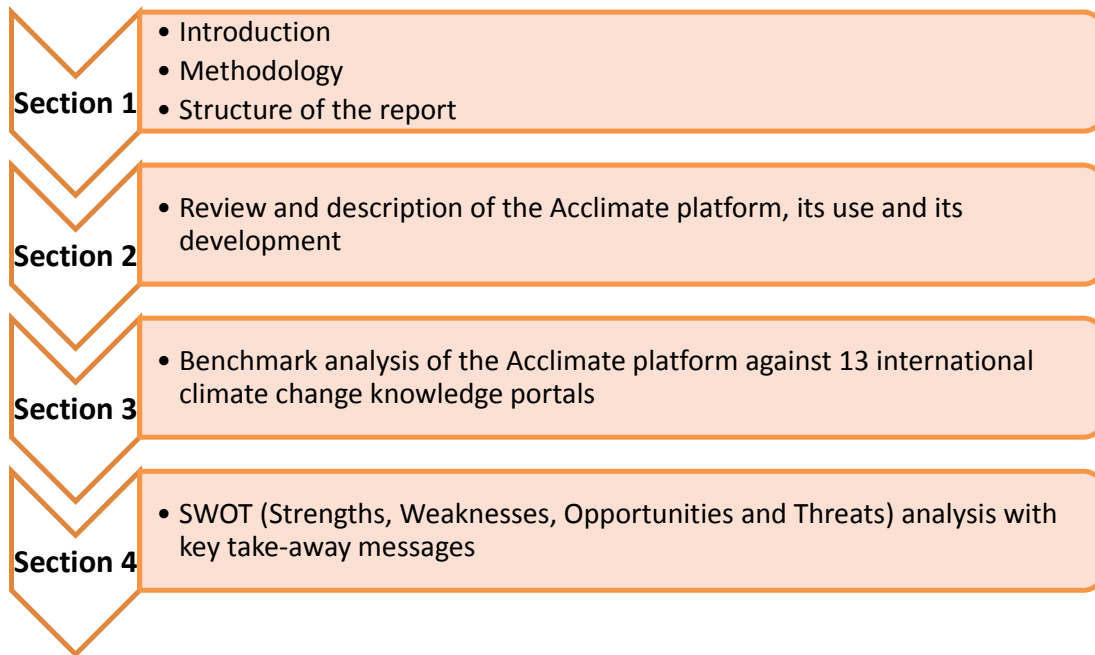 Section 1
• Introduction
• Methodology
• Structure of the report
Section 2
• Review and description of the Acclimate platform, its use and its
development
Section 3
• Benchmark analysis of the Acclimate platform against 13 international
climate change knowledge portals
Section 4
• SWOT (Strengths, Weaknesses, Opportunities and Threats) analysis with
key take-away messages